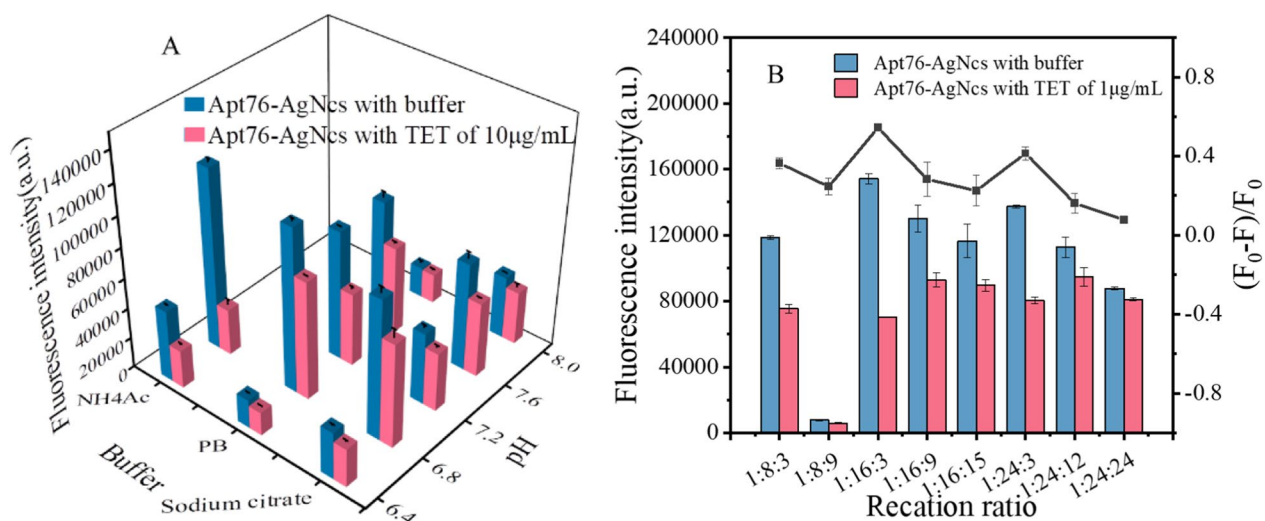 A
Apt76-AgNcs with buffer
Apt76-AgNcs with TET of 10μg/mL
Fluorescence intensity(a.u.)
140000
120000
100000
80000
60000
40000
20000
0
NH4Ac
PB
Sodium citrate
Buffer
8.0
7.6
7.2
6.8
6.4
pH
B
Apt76-AgNcs with buffer
Apt76-AgNcs with TET of 1μg/mL
Fluorescence intensity(a.u.)
240000
200000
160000
120000
80000
40000
0
0.8
0.4
0.0
-0.4
-0.8
(F0-F)/F0
1:8:3
1:8:9
1:16:3
1:16:9
1:16:15
1:24:3
1:24:12
1:24:24
Recation ratio